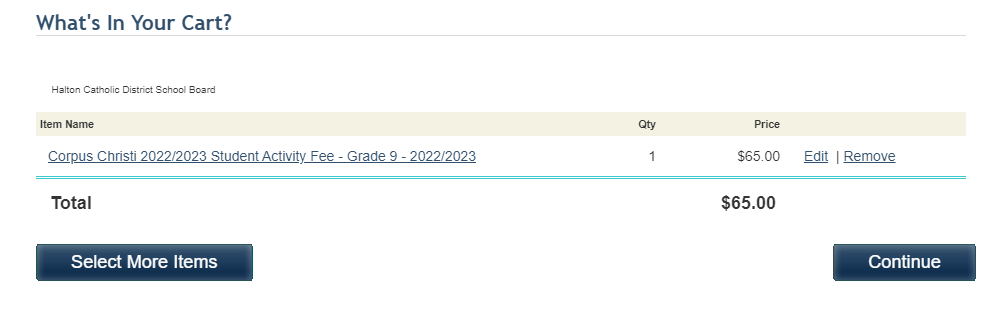 What's In Your Cart?
Halton Catholic District School Board
Item Name Qty Price
Corpus Christi 2022/2023 Student Activity Fee - Grade 9 - 2022/2023 1 $65.00 Edit | Remove
Total $65.00
Select More Items Continue